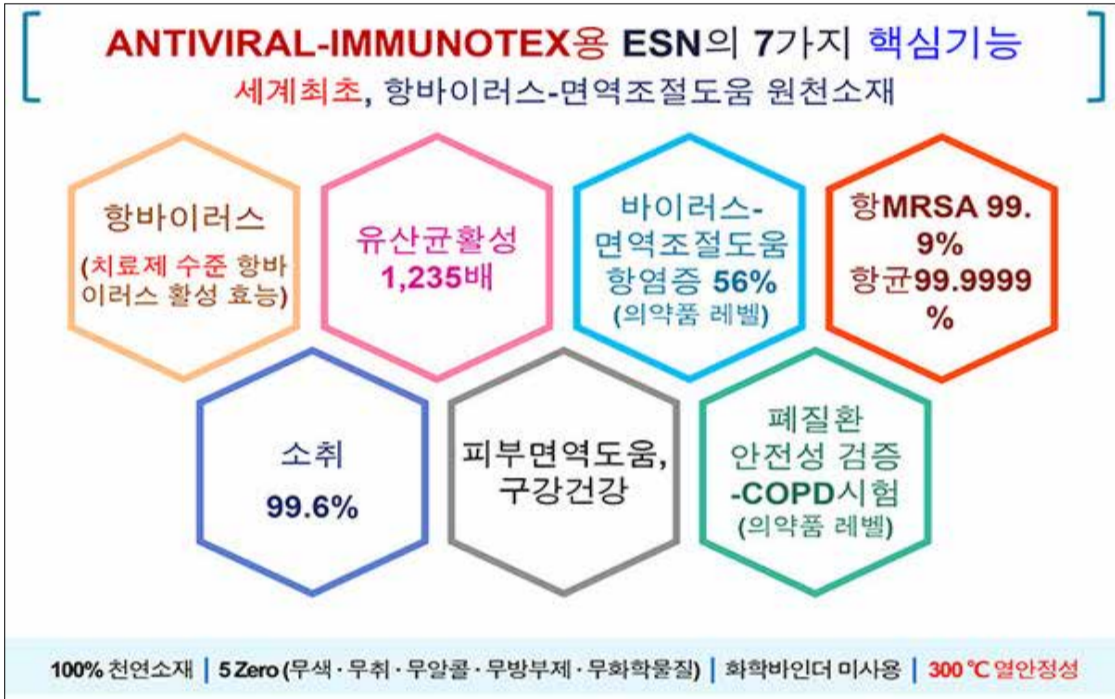 ANTIVIRAL-IMMUNOTEX용 ESN의 7가지 핵심기능
세계최초, 항바이러스-면역조절도움 원천소재
항바이러스
(치료제 수준 항바
이러스 활성 효능)
유산균활성
1,235배
바이러스-
면역조절도움
항염증 56%
(의약품 레벨)
항MRSA 99.
9%
항균99.9999
%
소취
99.6%
피부면역도움,
구강건강
폐질환
안전성 검증
-COPD시험
(의약품 레벨)
100% 천연소재 | 5 Zero (무색 · 무취 · 무알콜 · 무방부제 · 무화학물질) | 화학바인더 미사용 | 300 ℃ 열안정성